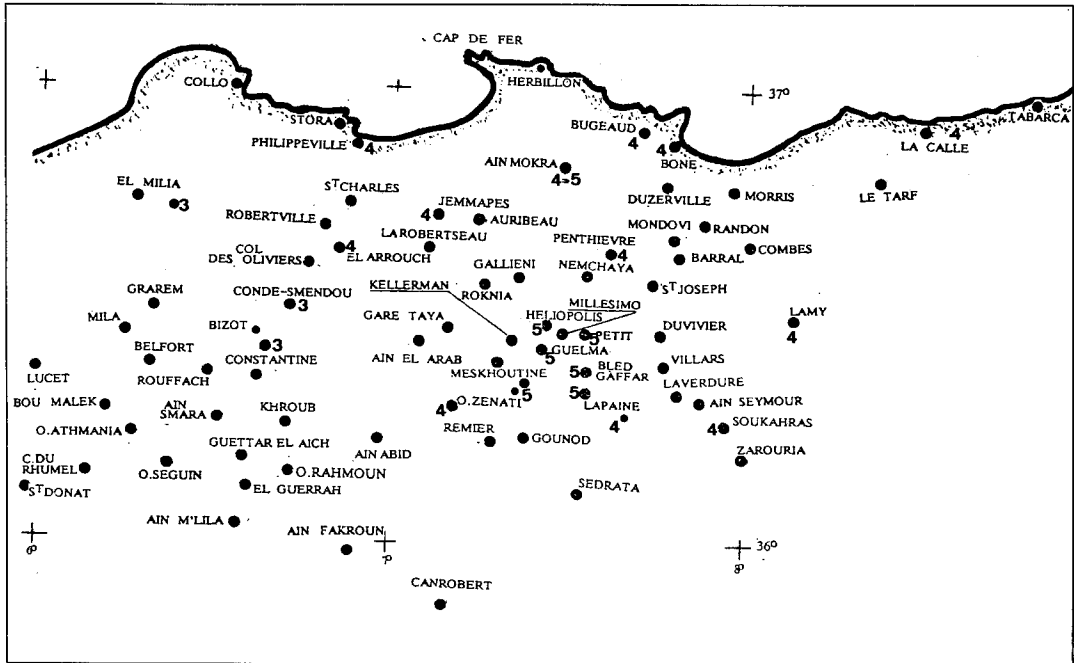 CAP DE FER
COLLO
HERBILLON
37º
STORA
BUGEAUD
TABARCA
PHILIPPEVILLE 4
4 4
4
LA CALLE
AIN MOKRA
BONE
4-5
EL MILIA
3
ST CHARLES
JEMMAPES
4
DUZERVILLE
MORRIS
LE TARF
ROBERTVILLE
AURIBEAU
MONDOVI
RANDON
LAROBERTSEAU
PENTHIEVRE
4
COL
DES OLIVIERS
4
EL ARROUCH
COMBES
BARRAL
GALLIENI
NEMCHAYA
KELLERMAN
ROKNIA
ST JOSEPH
GRAREM
CONDE-SMENDOU
3
MILLESIMO
MILA
BIZOT
GARE TAYA
HELIOPOLIS
5
PETIT
5
DUVIVIER
LAMY
4
3
BELFORT
CONSTANTINE
AIN EL ARAB
GUELMA
5
LUCET
ROUFFACH
MESKHOUTINE
5
BLED
GAFFAR
VILLARS
BOU MALEK
AIN
SMARA
KHROUB
4
O.ZENATI
5
5
LAPAINE
4
LAVERDURE
AIN SEYMOUR
O.ATHMANIA
REMIER
GOUNOD
4
SOUKAHRAS
C.DU
RHUMEL
GUETTAR EL AICH
AIN ABID
ZAROURIA
O.SEGUIN
O.RAHMOUN
ST DONAT
EL GUERRAH
SEDRATA
AIN M'LILA
AIN FAKROUN
6º
7º
36º
8º
CANROBERT